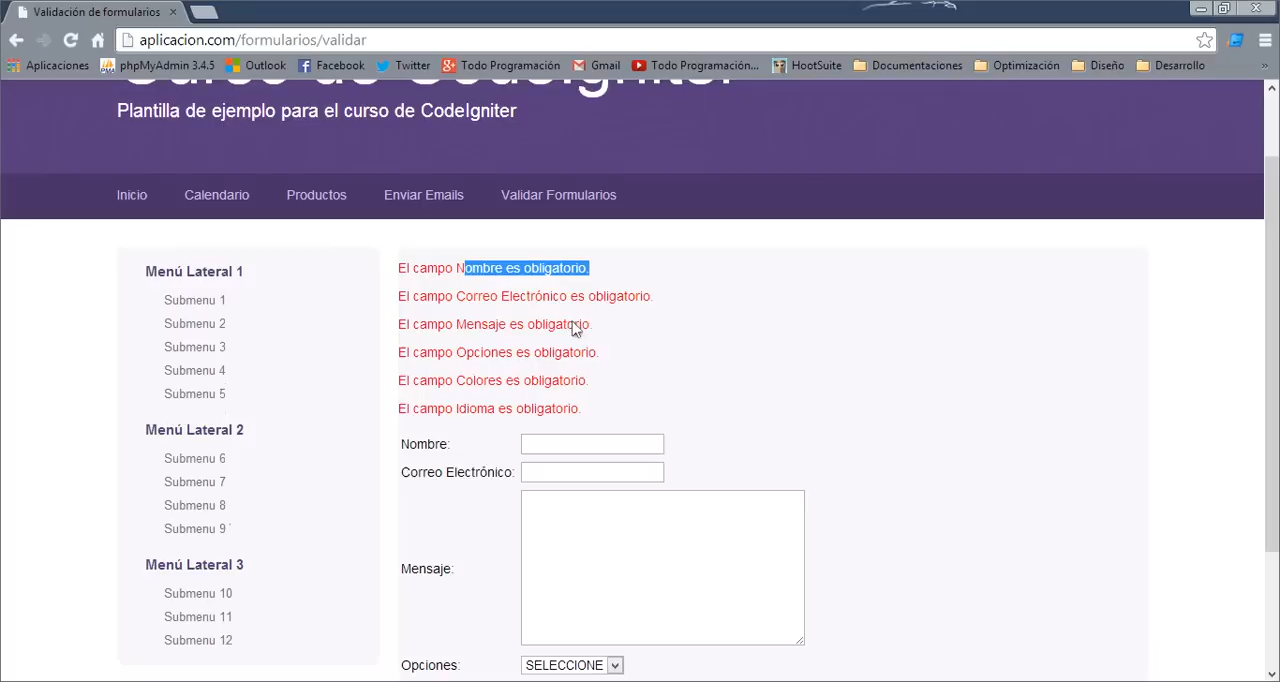 Validación de formularios
aplicacion.com/formularios/validar
Aplicaciones phpMyAdmin 3.4.5 Outlook Facebook Twitter Todo Programación Gmail Todo Programación... HootSuite Documentaciones Optimización Diseño Desarrollo »
Curso de CodeIgniter
Plantilla de ejemplo para el curso de CodeIgniter
Inicio Calendario Productos Enviar Emails Validar Formularios
Menú Lateral 1
Submenu 1
Submenu 2
Submenu 3
Submenu 4
Submenu 5
Menú Lateral 2
Submenu 6
Submenu 7
Submenu 8
Submenu 9
Menú Lateral 3
Submenu 10
Submenu 11
Submenu 12
El campo Nombre es obligatorio.
El campo Correo Electrónico es obligatorio.
El campo Mensaje es obligatorio.
El campo Opciones es obligatorio.
El campo Colores es obligatorio.
El campo Idioma es obligatorio.
Nombre:
Correo Electrónico:
Mensaje:
Opciones: SELECCIONE